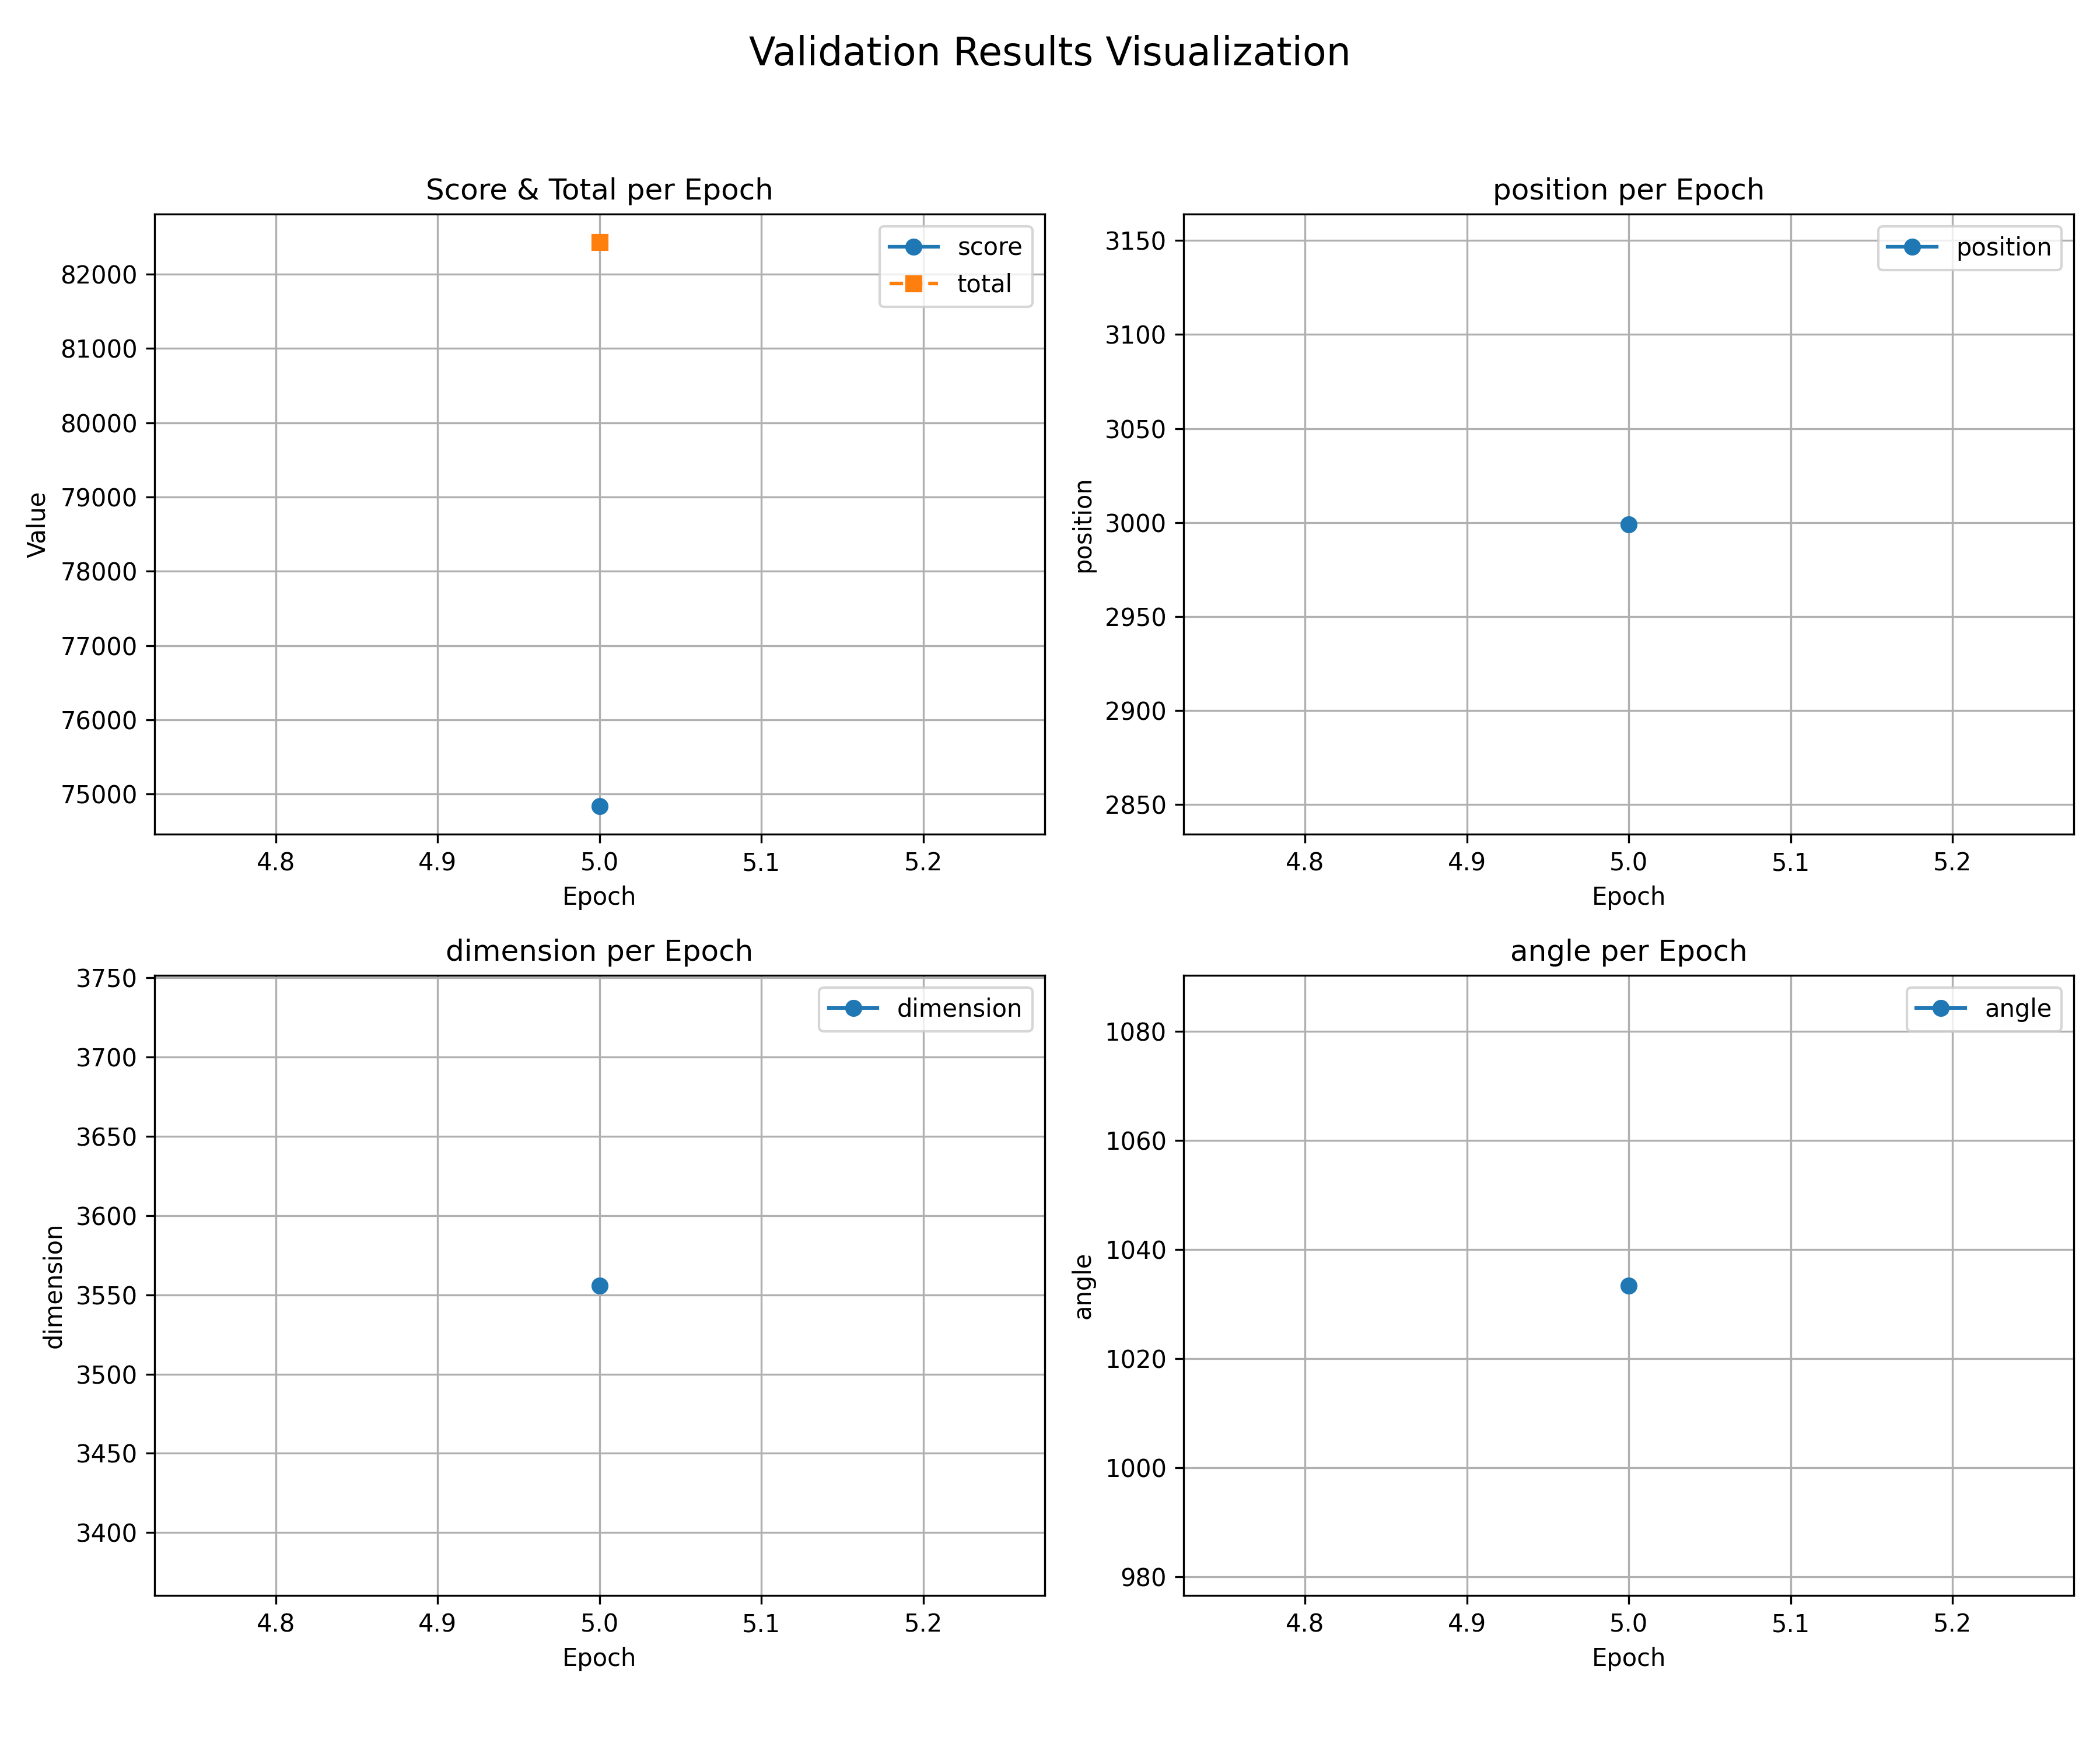 Validation Results Visualization
Score & Total per Epoch
82000
81000
80000
79000
78000
77000
76000
75000
Value
score
total
4.8 4.9 5.0 5.1 5.2
Epoch
position per Epoch
3150
3100
3050
3000
2950
2900
2850
position
position
4.8 4.9 5.0 5.1 5.2
Epoch
dimension per Epoch
3750
3700
3650
3600
3550
3500
3450
3400
dimension
dimension
4.8 4.9 5.0 5.1 5.2
Epoch
angle per Epoch
1080
1060
1040
1020
1000
980
angle
angle
4.8 4.9 5.0 5.1 5.2
Epoch